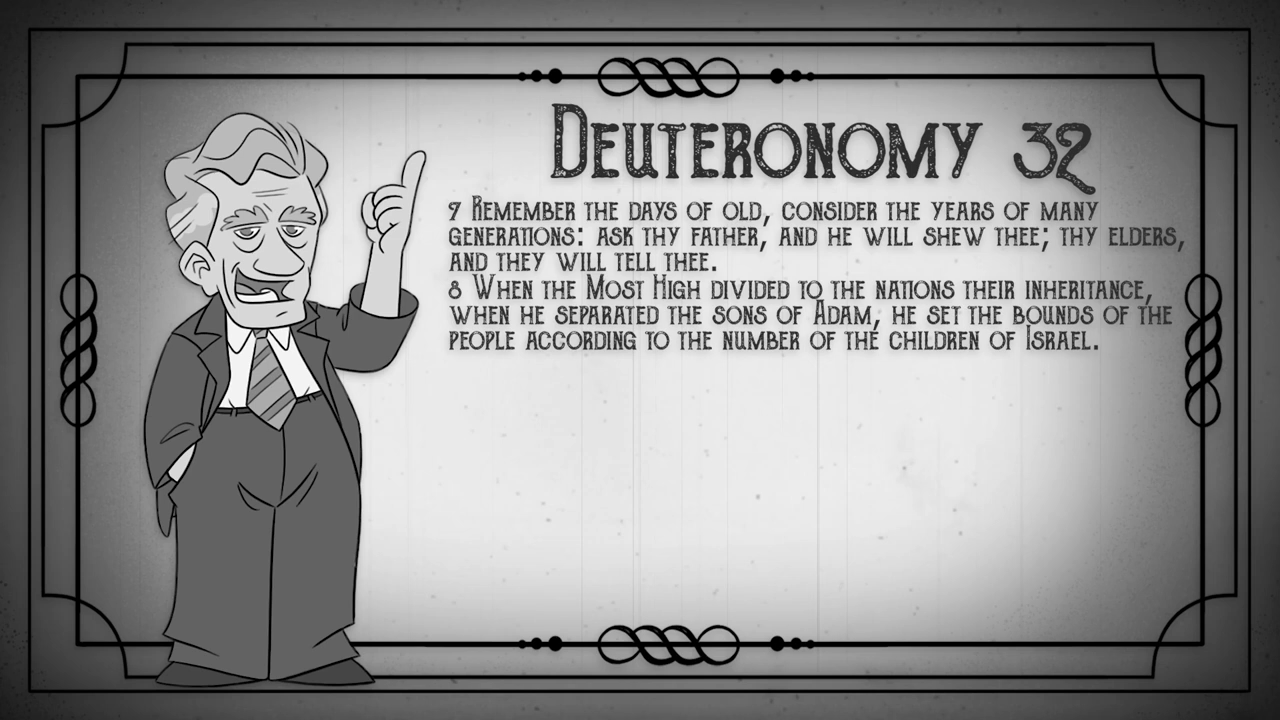 Deuteronomy 32
7 Remember the days of old, consider the years of many
generations: ask thy father, and he will shew thee; thy elders,
and they will tell thee.
8 When the Most High divided to the nations their inheritance,
when he separated the sons of Adam, he set the bounds of the
people according to the number of the children of Israel.